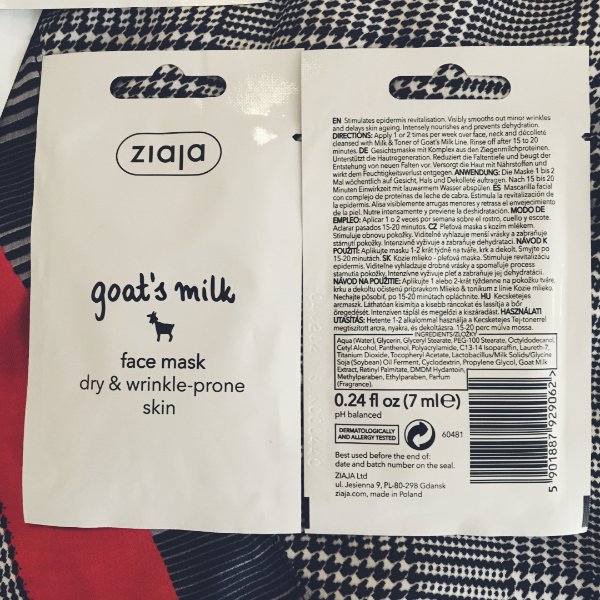 ziaja
goat's milk
face mask
dry & wrinkle-prone
skin
EN Stimulates epidermis revitalisation. Visibly smooths out minor wrinkles
and delays skin ageing. Intensely nourishes and prevents dehydration.
DIRECTIONS: Apply 1 or 2 times per week over face, neck and décolleté
cleansed with Milk & Toner of Goat's Milk Line. Rinse off after 15 to 20
minutes. DE Gesichtsmaske mit Komplex aus den Ziegenmilchproteinen.
Unterstützt die Hautregeneration. Reduziert die Faltentiefe und beugt der
Entstehung von neuen Falten vor. Versorgt die Haut mit Nährstoffen und
wirkt dem Feuchtigkeitsverlust entgegen. ANWENDUNG: Die Maske 1 bis 2
Mal wöchentlich auf Gesicht, Hals und Dekolleté auftragen. Nach 15 bis 20
Minuten Einwirkzeit mit lauwarmem Wasser abspülen. ES Mascarilla facial
con complejo de proteínas de leche de cabra. Estimula la revitalización de
la epidermis. Alisa visiblemente arrugas menores y retrasa el envejecimiento
de la piel. Nutre intensamente y previene la deshidratación. MODO DE
EMPLEO: Aplicar 1 o 2 veces por semana sobre el rostro, cuello y escote.
Aclarar pasados 15-20 minutos. CZ Pleťová maska s kozím mlékem.
Stimuluje obnovu pokožky. Viditelně vyhlazuje menší vrásky a zabraňuje
stárnutí pokožky. Intenzivně vyživuje a zabraňuje dehydrataci. NÁVOD K
POUŽITÍ: Aplikujte masku 1-2 krát týdně na tváře, krk a dekolt. Smyjte po
15-20 minutách. SK Kozie mlieko - pleťová maska. Stimuluje revitalizáciu
epidermis. Viditeľne vyhladzuje drobné vrásky a spomaľuje process
starnutia pokožky. Intenzívne vyživuje pleť a zabraňuje jej dehydratácii.
NÁVOD NA POUŽITIE: Aplikujte 1 alebo 2-krát týždenne na pokožku tváre,
krku a dekoltu očistenú prípravkom Mlieko & tonikum z línie Kozie mlieko.
Nechajte pôsobiť, po 15-20 minútach opláchnite. HU Kecsketejes
arcmaszk. Láthatóan kisimítja a kisebb ráncokat és lassítja a bőr
öregedését. Intenzíven táplál és megelőzi a kiszáradást. HASZNÁLATI
UTASÍTÁS: Hetente 1-2 alkalommal használja a Kecsketejes Tej-tonerrel
megtisztított arcra, nyakra, és dekoltázsra. 15-20 perc múlva mossa.
INGREDIENTS/ZLOŽKY
Aqua (Water), Glycerin, Glyceryl Stearate, PEG-100 Stearate, Octyldodecanol,
Cetyl Alcohol, Panthenol, Polyacrylamide, C13-14 Isoparaffin, Laureth-7,
Titanium Dioxide, Tocopheryl Acetate, Lactobacillus/Milk Solids/Glycine
Soja (Soybean) Oil Ferment, Cyclodextrin, Propylene Glycol, Goat Milk
Extract, Retinyl Palmitate, DMDM Hydantoin,
Methylparaben, Ethylparaben, Parfum
(Fragrance).
0.24 fl oz (7 ml℮)
pH balanced
DERMATOLOGICALLY
AND ALLERGY TESTED
60481
Best used before the end of:
date and batch number on the seal.
ZIAJA Ltd
ul. Jesienna 9, PL-80-298 Gdansk
ziaja.com, made in Poland
5 901887 929062 >